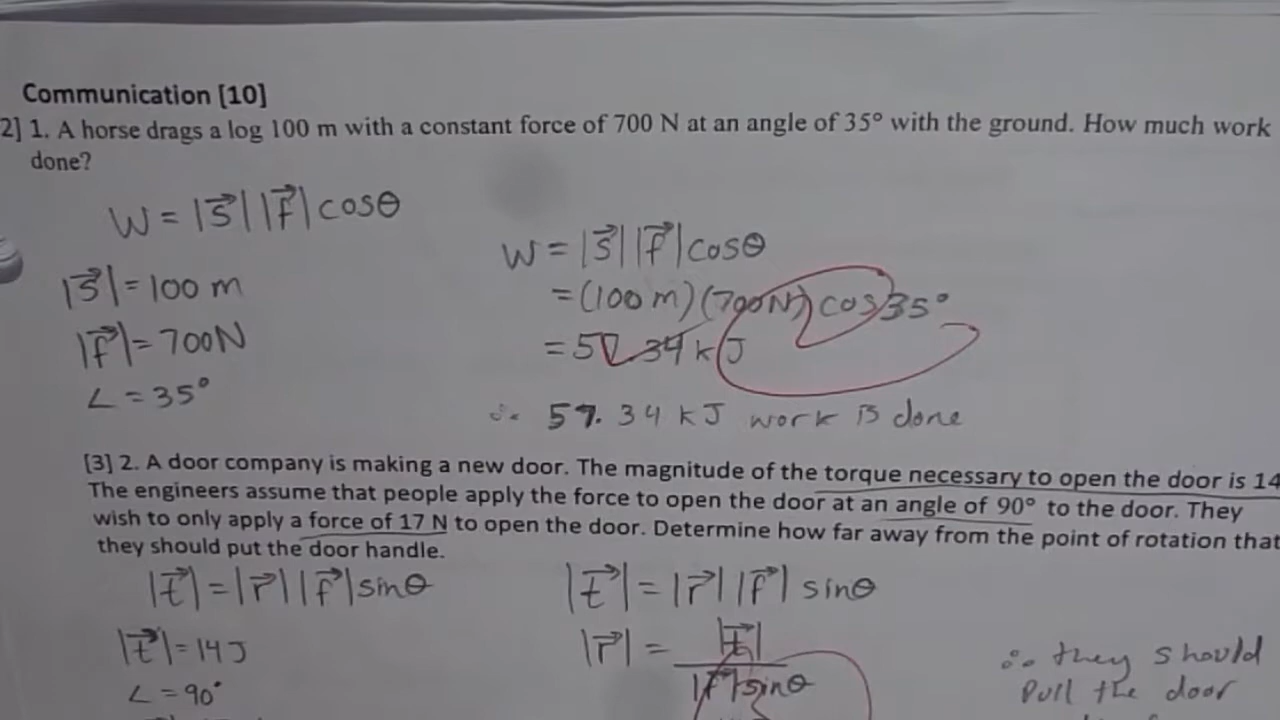 Communication [10]
2] 1. A horse drags a log 100 m with a constant force of 700 N at an angle of 35° with the ground. How much work
done?
W = |s⃗| |f⃗| cosθ
|s⃗| = 100 m
|f⃗| = 700N
∠ = 35°
W = |s⃗| |f⃗| cosθ
= (100 m) (700N) cos35°
= 57.34 kJ
∴ 57.34 kJ work is done
[3] 2. A door company is making a new door. The magnitude of the torque necessary to open the door is 14
The engineers assume that people apply the force to open the door at an angle of 90° to the door. They
wish to only apply a force of 17 N to open the door. Determine how far away from the point of rotation that
they should put the door handle.
|t⃗| = |r⃗| |f⃗| sinθ
|t⃗| = 14J
∠ = 90°
|t⃗| = |r⃗| |f⃗| sinθ
|r⃗| = |t⃗|
|f⃗| sinθ
∴ they should
pull the door